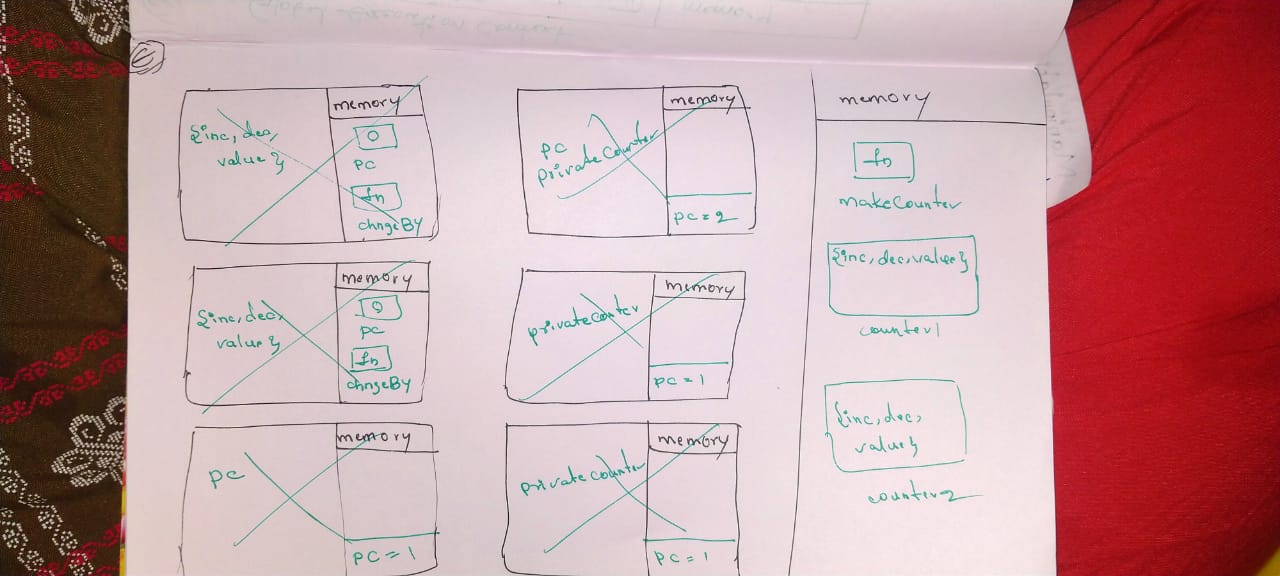 memory
{inc, dec,
value}
0
pc
fn
chngeBy
memory
pc
privateCounter
pc = 2
memory
fn
makeCounter
{inc, dec, value}
counter1
{inc, dec,
value}
counter2
memory
{inc, dec,
value}
0
pc
fn
chngeBy
memory
privatecounter
pc = 1
memory
pc
pc = 1
memory
privatecounter
pc = 1